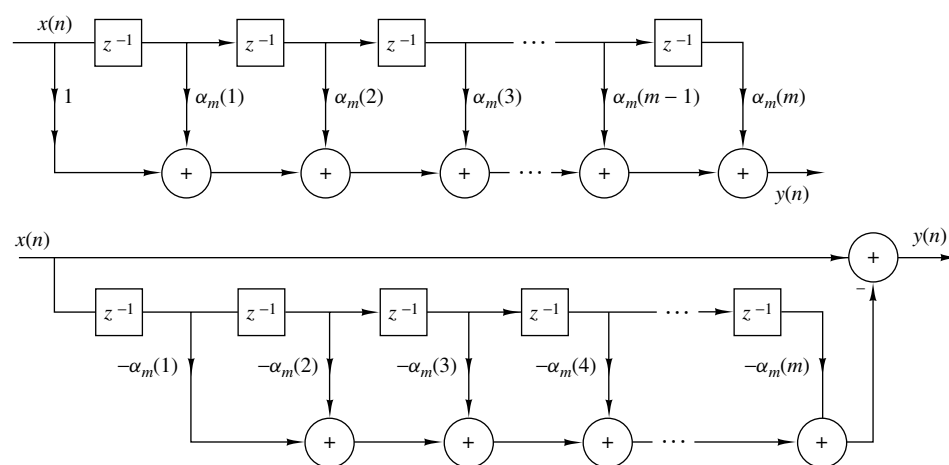 x(n)
z⁻¹ z⁻¹ z⁻¹ ⋯ z⁻¹
1 αₘ(1) αₘ(2) αₘ(3) αₘ(m − 1) αₘ(m)
+ + + ⋯ + +
y(n)
x(n) + y(n)
−
z⁻¹ z⁻¹ z⁻¹ z⁻¹ ⋯ z⁻¹
−αₘ(1) −αₘ(2) −αₘ(3) −αₘ(4) −αₘ(m)
+ + + ⋯ +